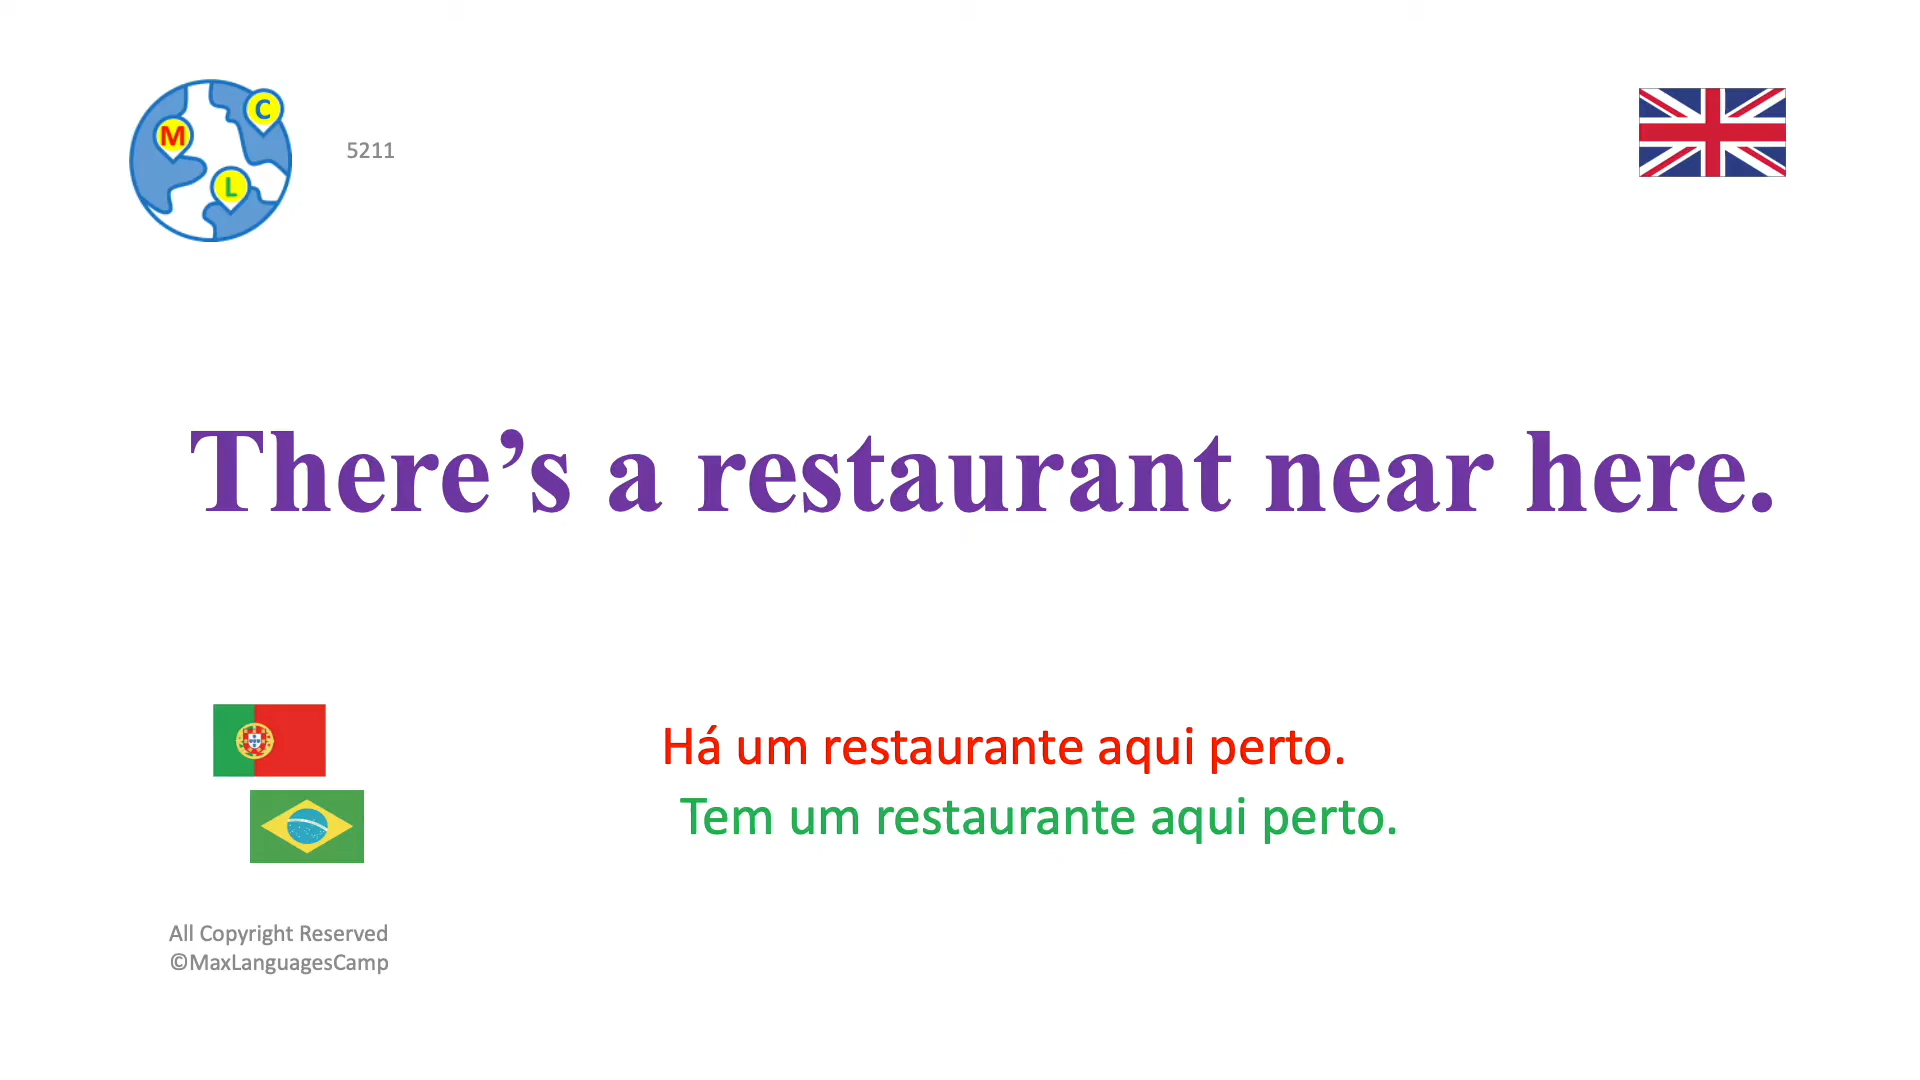 M C L
5211
There’s a restaurant near here.
Há um restaurante aqui perto.
Tem um restaurante aqui perto.
All Copyright Reserved
©MaxLanguagesCamp